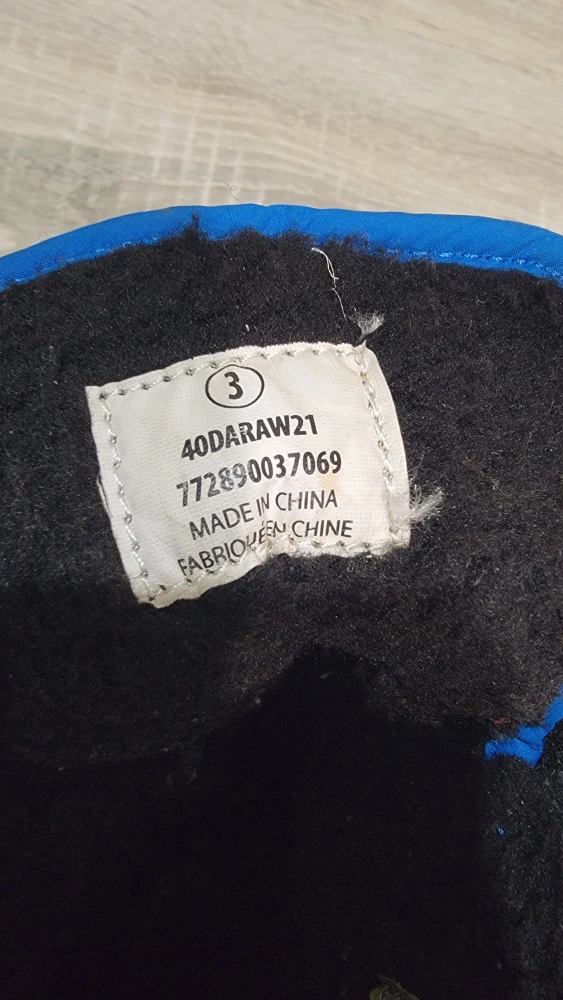 3
40DARAW21
772890037069
MADE IN CHINA
FABRIQUÉ EN CHINE